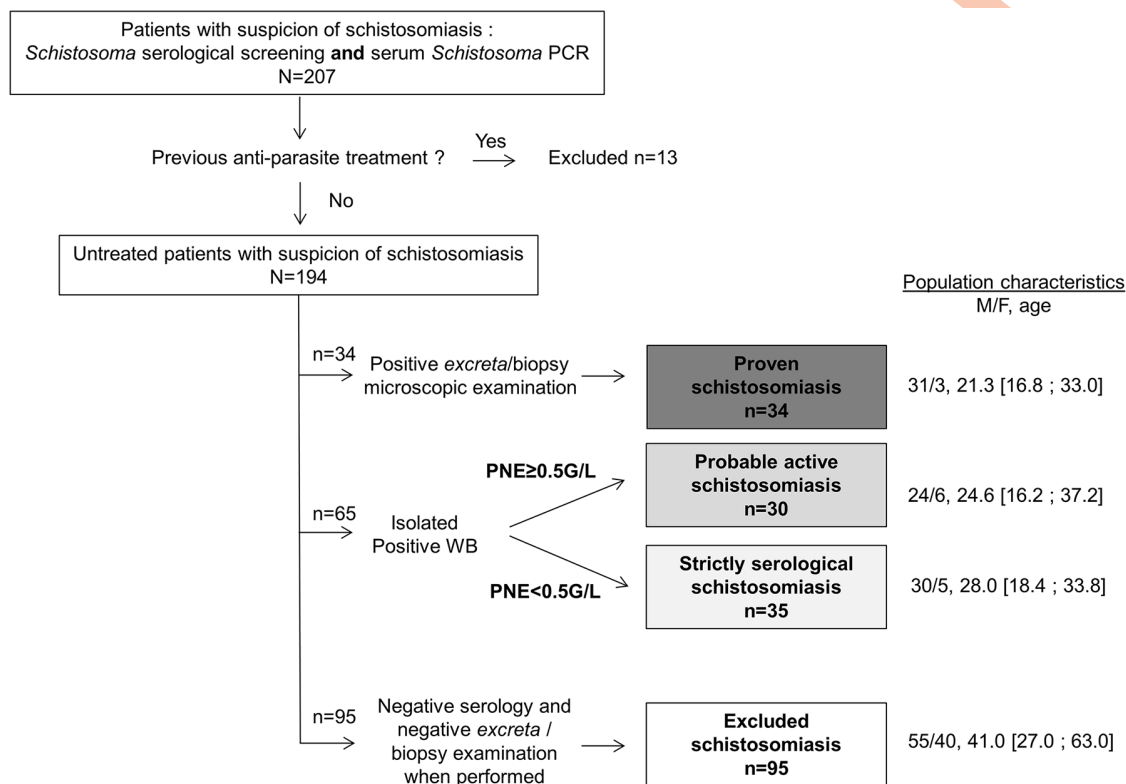 Patients with suspicion of schistosomiasis :
Schistosoma serological screening and serum Schistosoma PCR
N=207
Previous anti-parasite treatment ?
Yes
Excluded n=13
No
Untreated patients with suspicion of schistosomiasis
N=194
Population characteristics
M/F, age
n=34
Positive excreta/biopsy
microscopic examination
Proven
schistosomiasis
n=34
31/3, 21.3 [16.8 ; 33.0]
n=65
Isolated
Positive WB
PNE≥0.5G/L
Probable active
schistosomiasis
n=30
24/6, 24.6 [16.2 ; 37.2]
PNE<0.5G/L
Strictly serological
schistosomiasis
n=35
30/5, 28.0 [18.4 ; 33.8]
n=95
Negative serology and
negative excreta /
biopsy examination
when performed
Excluded
schistosomiasis
n=95
55/40, 41.0 [27.0 ; 63.0]